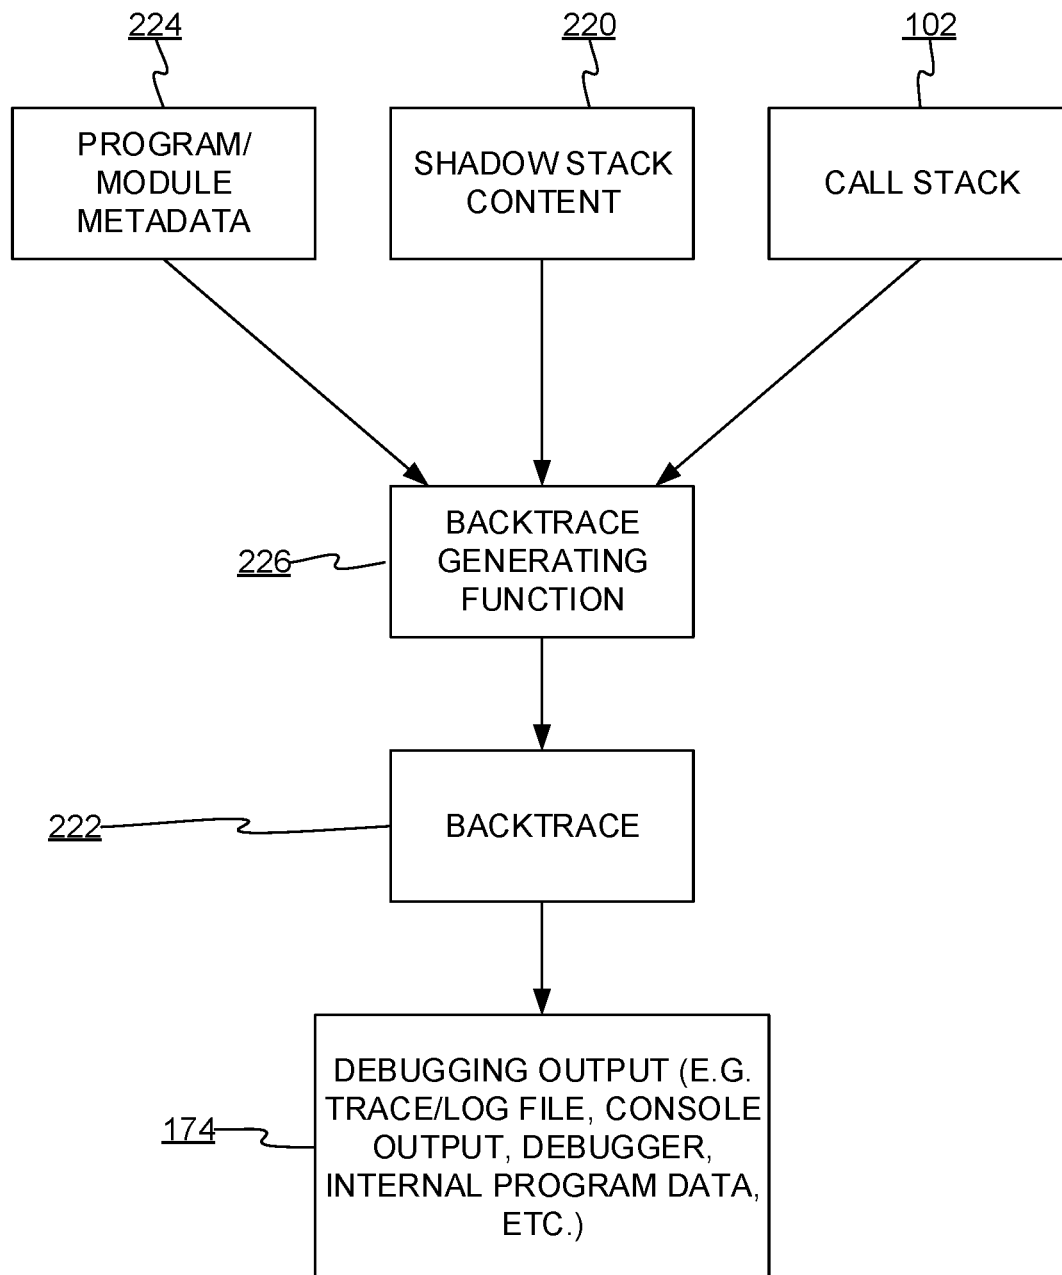 224
220
102
PROGRAM/
MODULE
METADATA
SHADOW STACK
CONTENT
CALL STACK
BACKTRACE
GENERATING
FUNCTION
226
BACKTRACE
222
DEBUGGING OUTPUT (E.G.
TRACE/LOG FILE, CONSOLE
OUTPUT, DEBUGGER,
INTERNAL PROGRAM DATA,
ETC.)
174